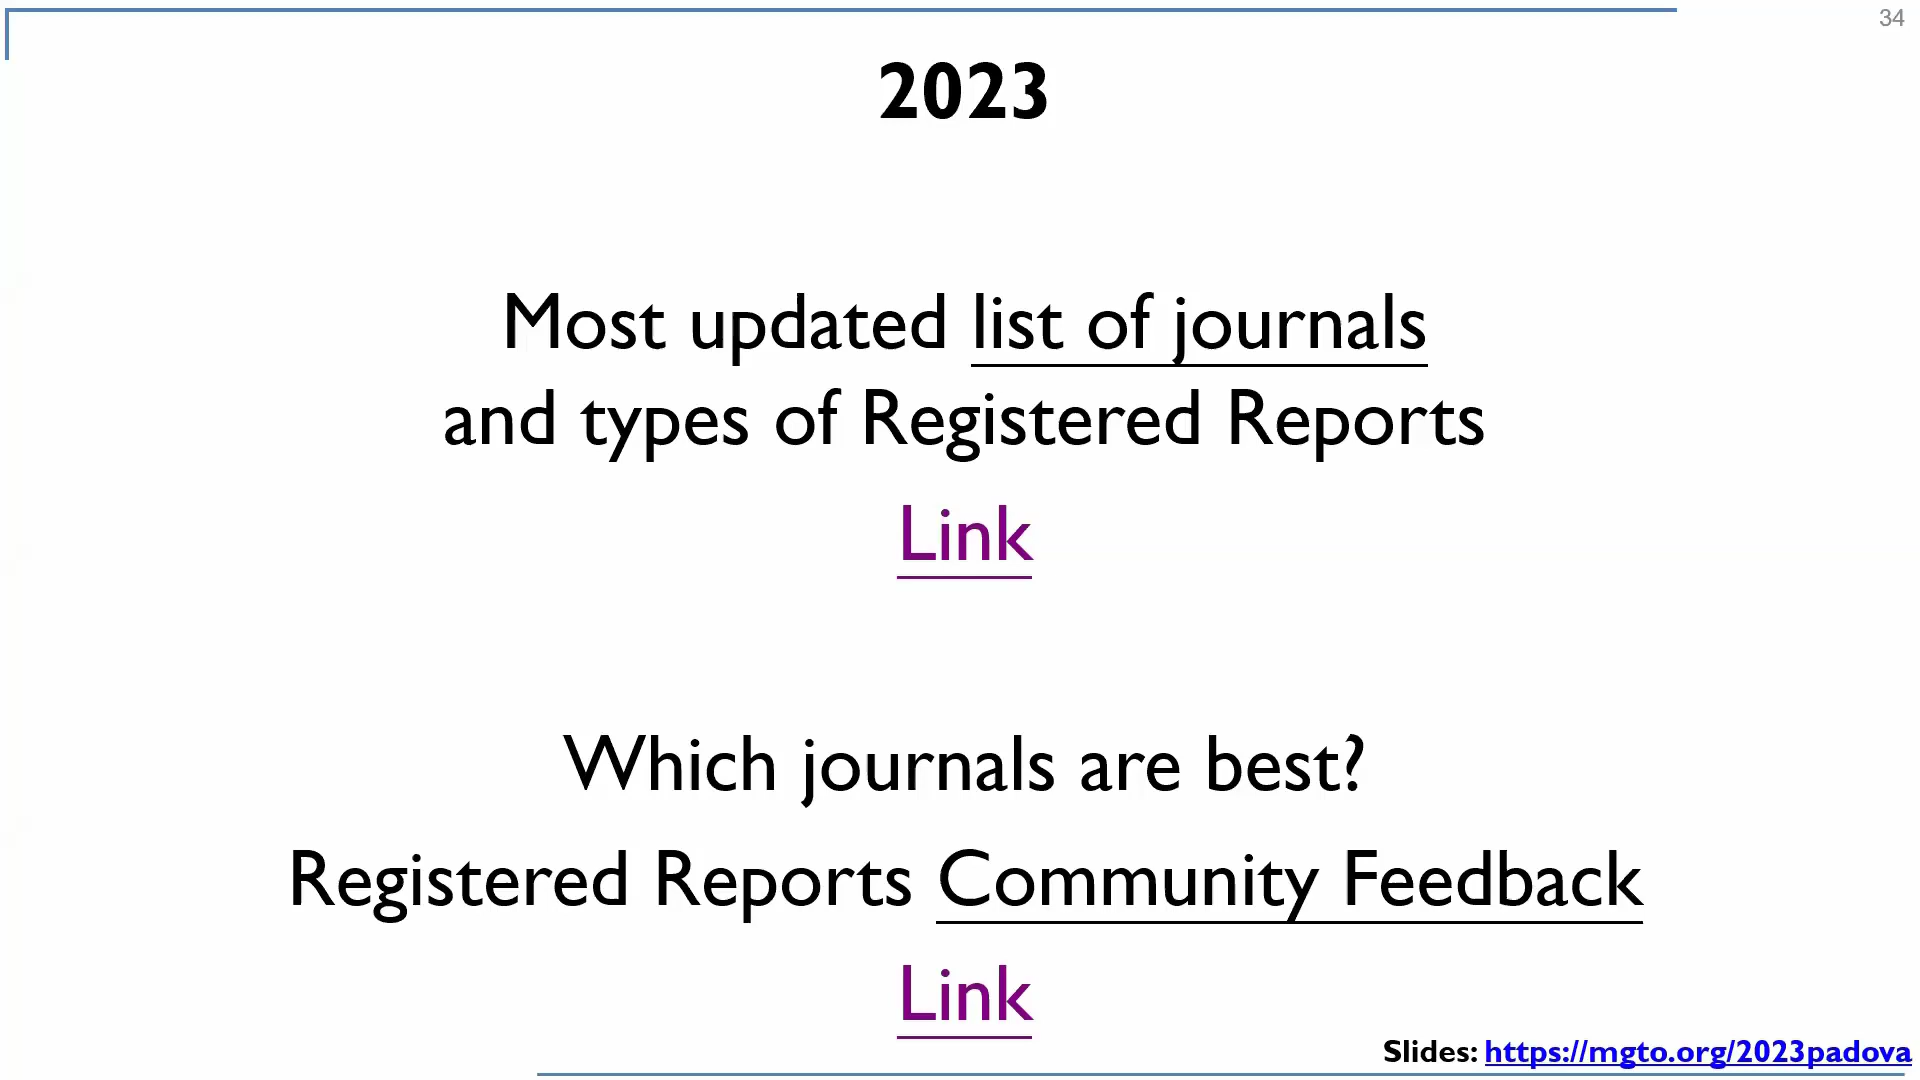 34
2023
Most updated list of journals
and types of Registered Reports
Link
Which journals are best?
Registered Reports Community Feedback
Link
Slides: https://mgto.org/2023padova